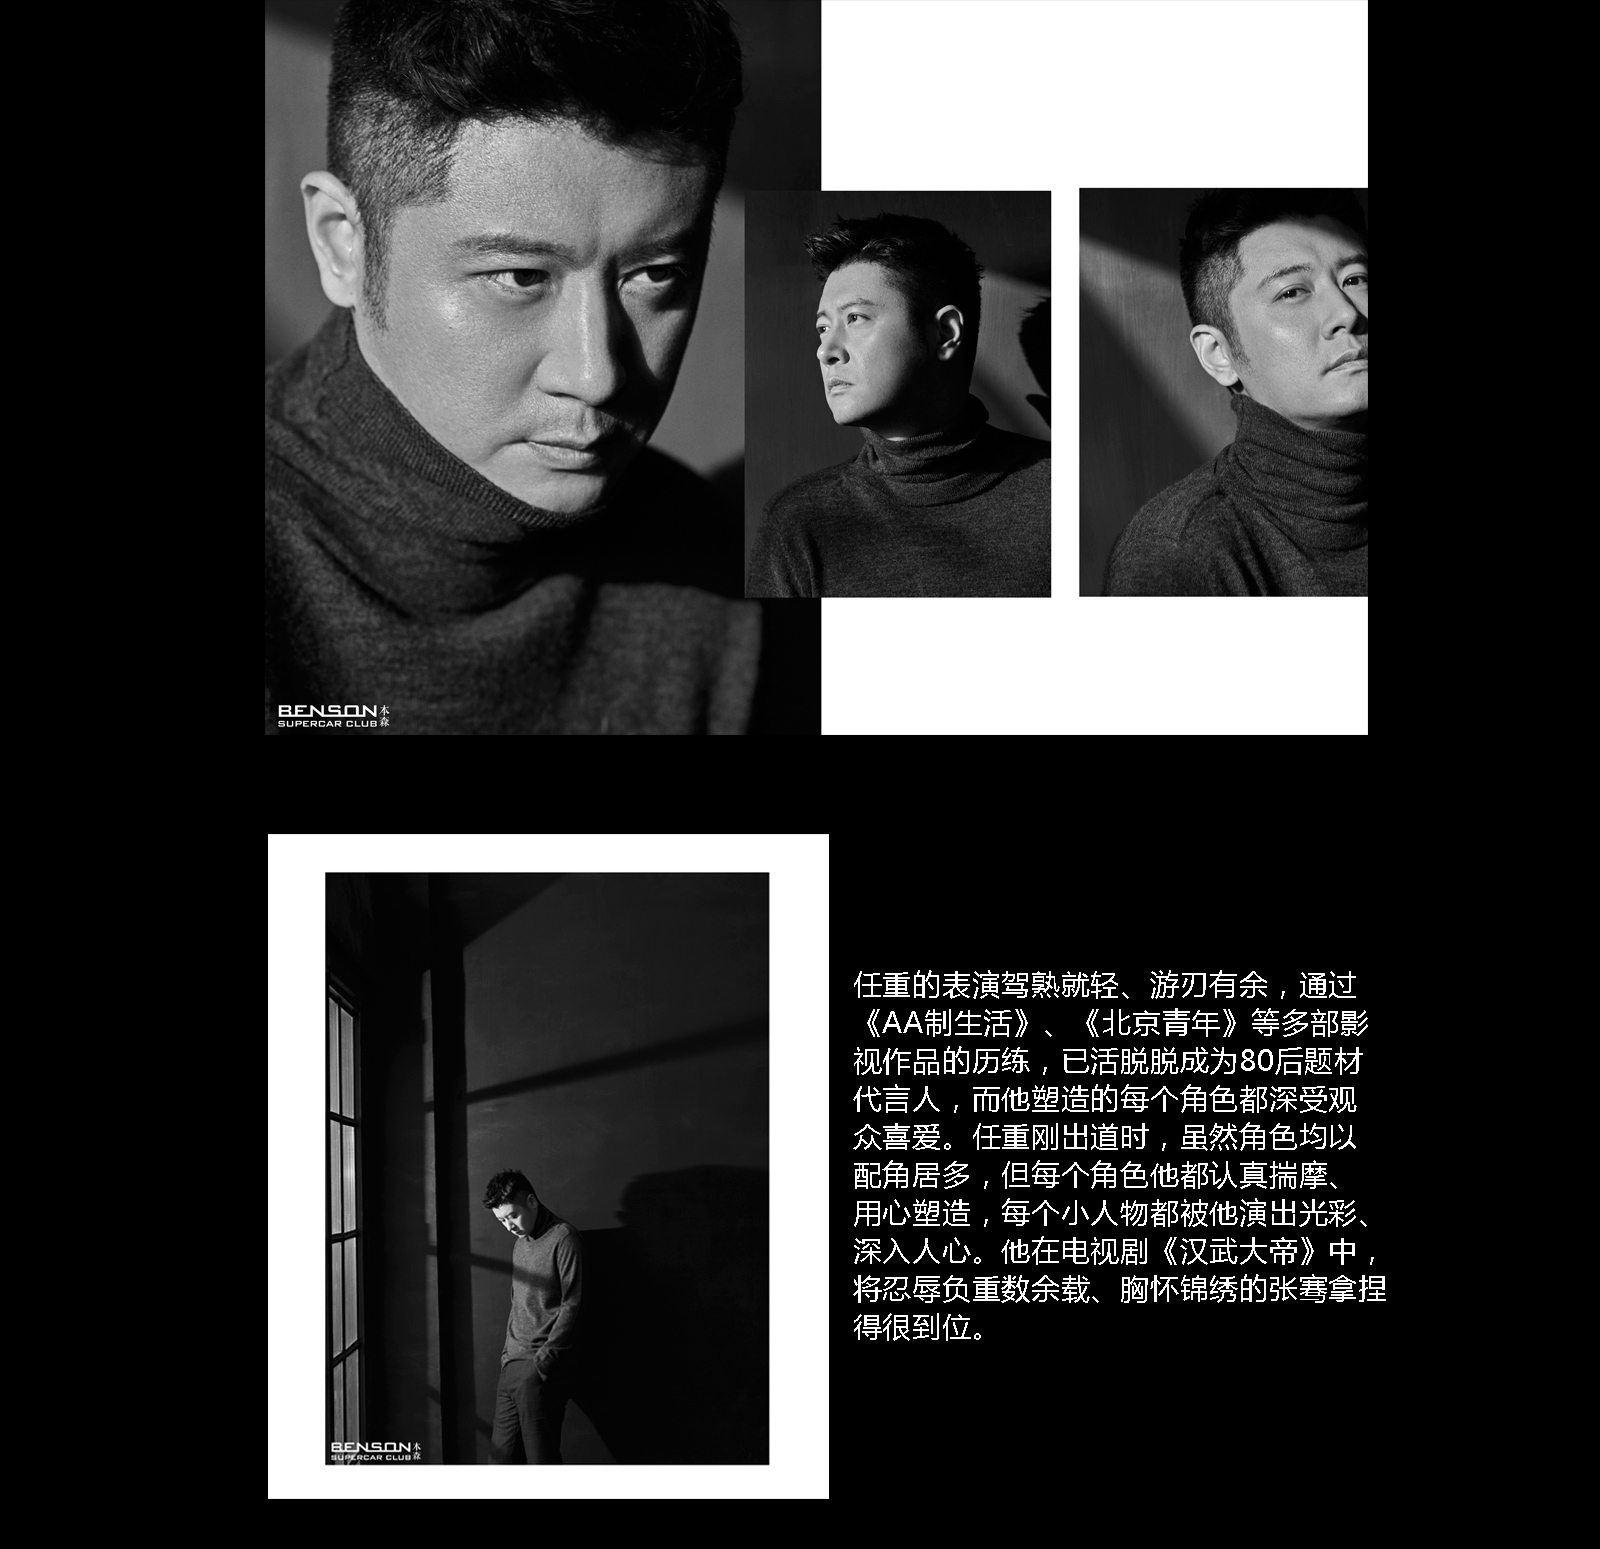 BENSON 本森
SUPERCAR CLUB
任重的表演驾熟就轻、游刃有余，通过
《AA制生活》、《北京青年》等多部影
视作品的历练，已活脱脱成为80后题材
代言人，而他塑造的每个角色都深受观
众喜爱。任重刚出道时，虽然角色均以
配角居多，但每个角色他都认真揣摩、
用心塑造，每个小人物都被他演出光彩、
深入人心。他在电视剧《汉武大帝》中，
将忍辱负重数余载、胸怀锦绣的张骞拿捏
得很到位。
BENSON 本森
SUPERCAR CLUB